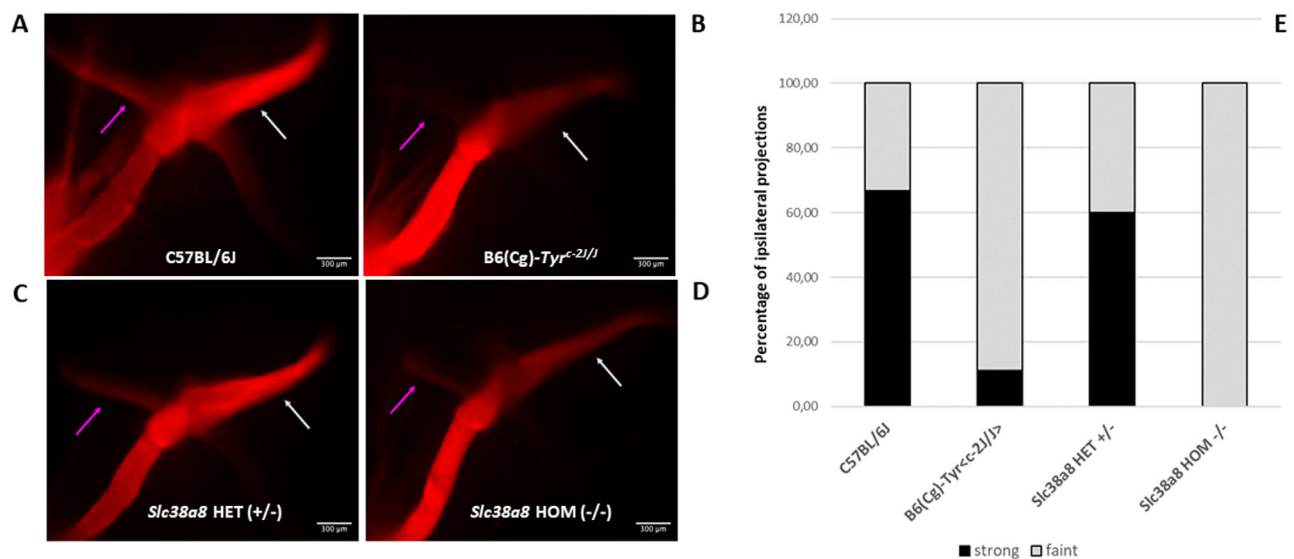 A
B
C57BL/6J
300 µm
B6(Cg)-Tyrc-2J/J
300 µm
C
D
Slc38a8 HET (+/-)
300 µm
Slc38a8 HOM (-/-)
300 µm
E
Percentage of ipsilateral projections
120,00
100,00
80,00
60,00
40,00
20,00
0,00
C57BL/6J
B6(Cg)-Tyr<c-2J/J>
Slc38a8 HET +/-
Slc38a8 HOM -/-
strong faint